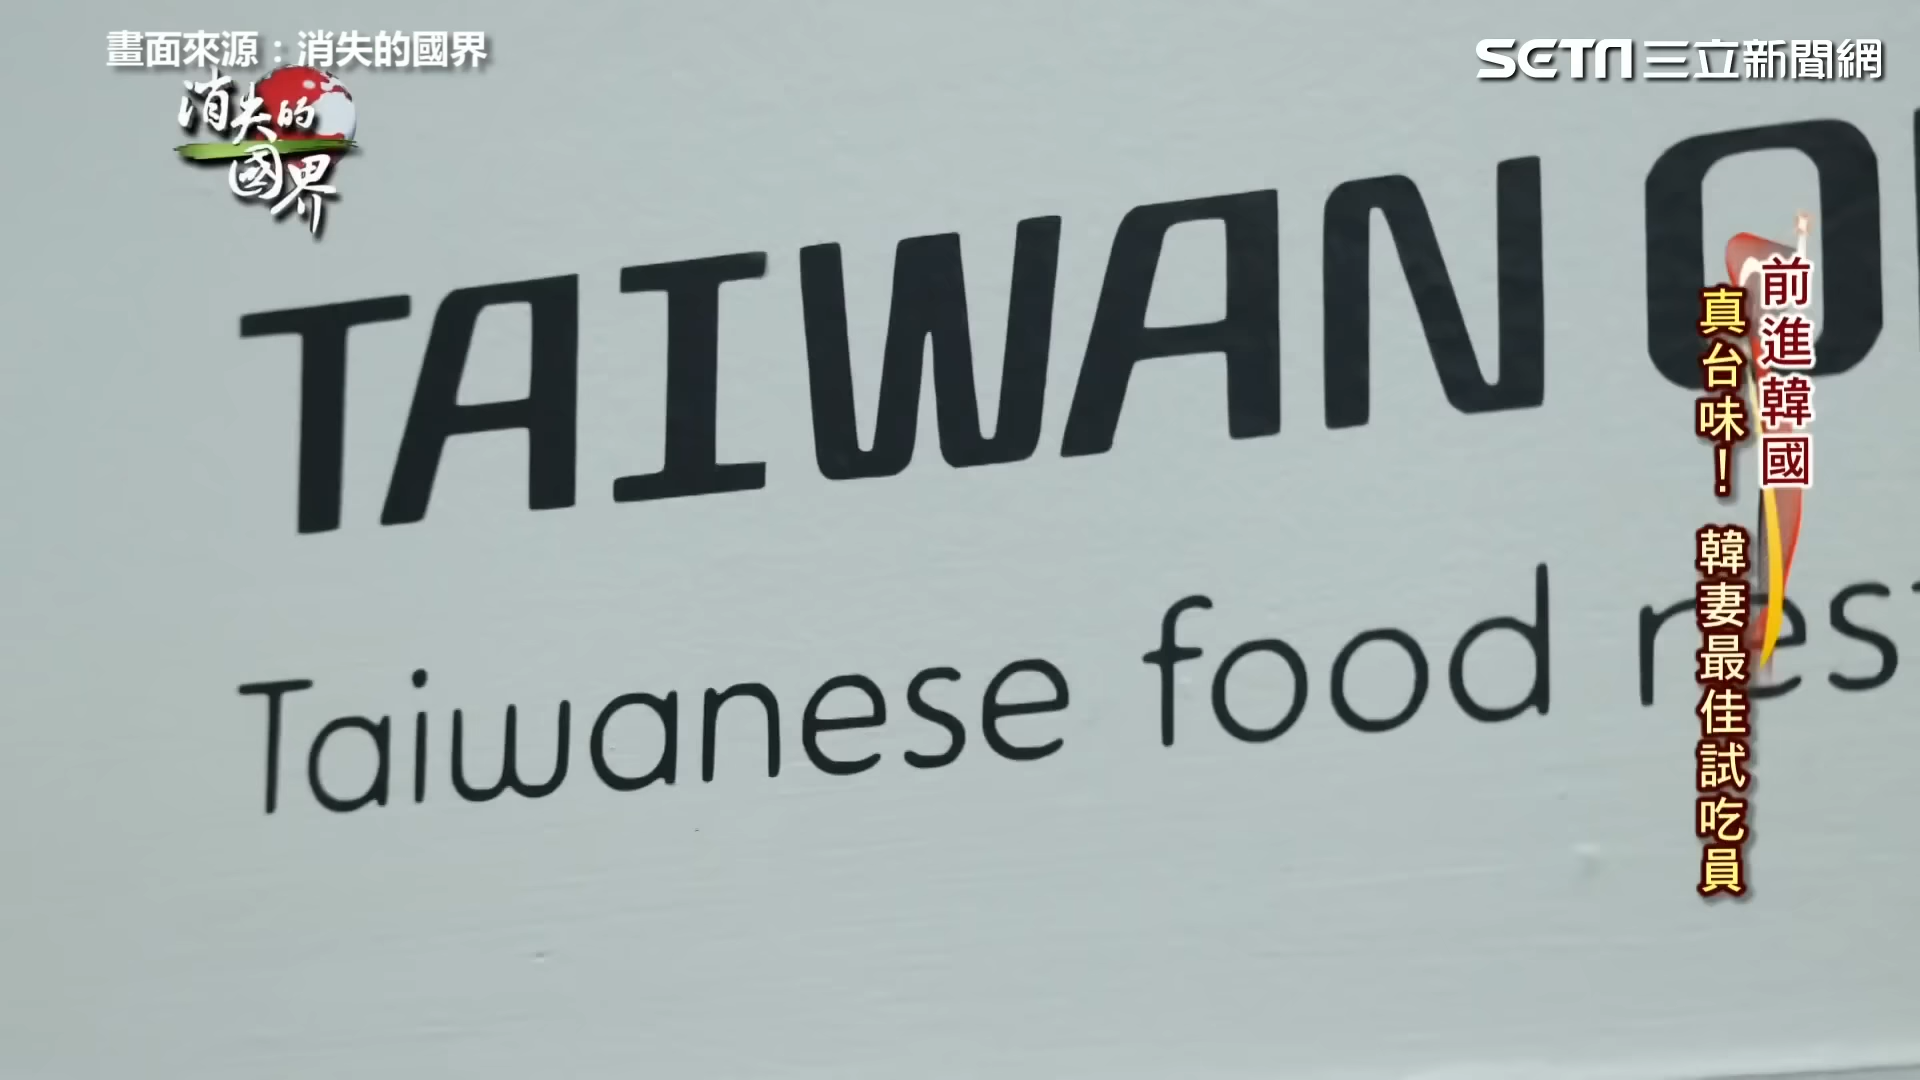 畫面來源：消失的國界
消失的
國界
SETN三立新聞網
TAIWAN
Taiwanese food
前進韓國
真台味！ 韓妻最佳試吃員